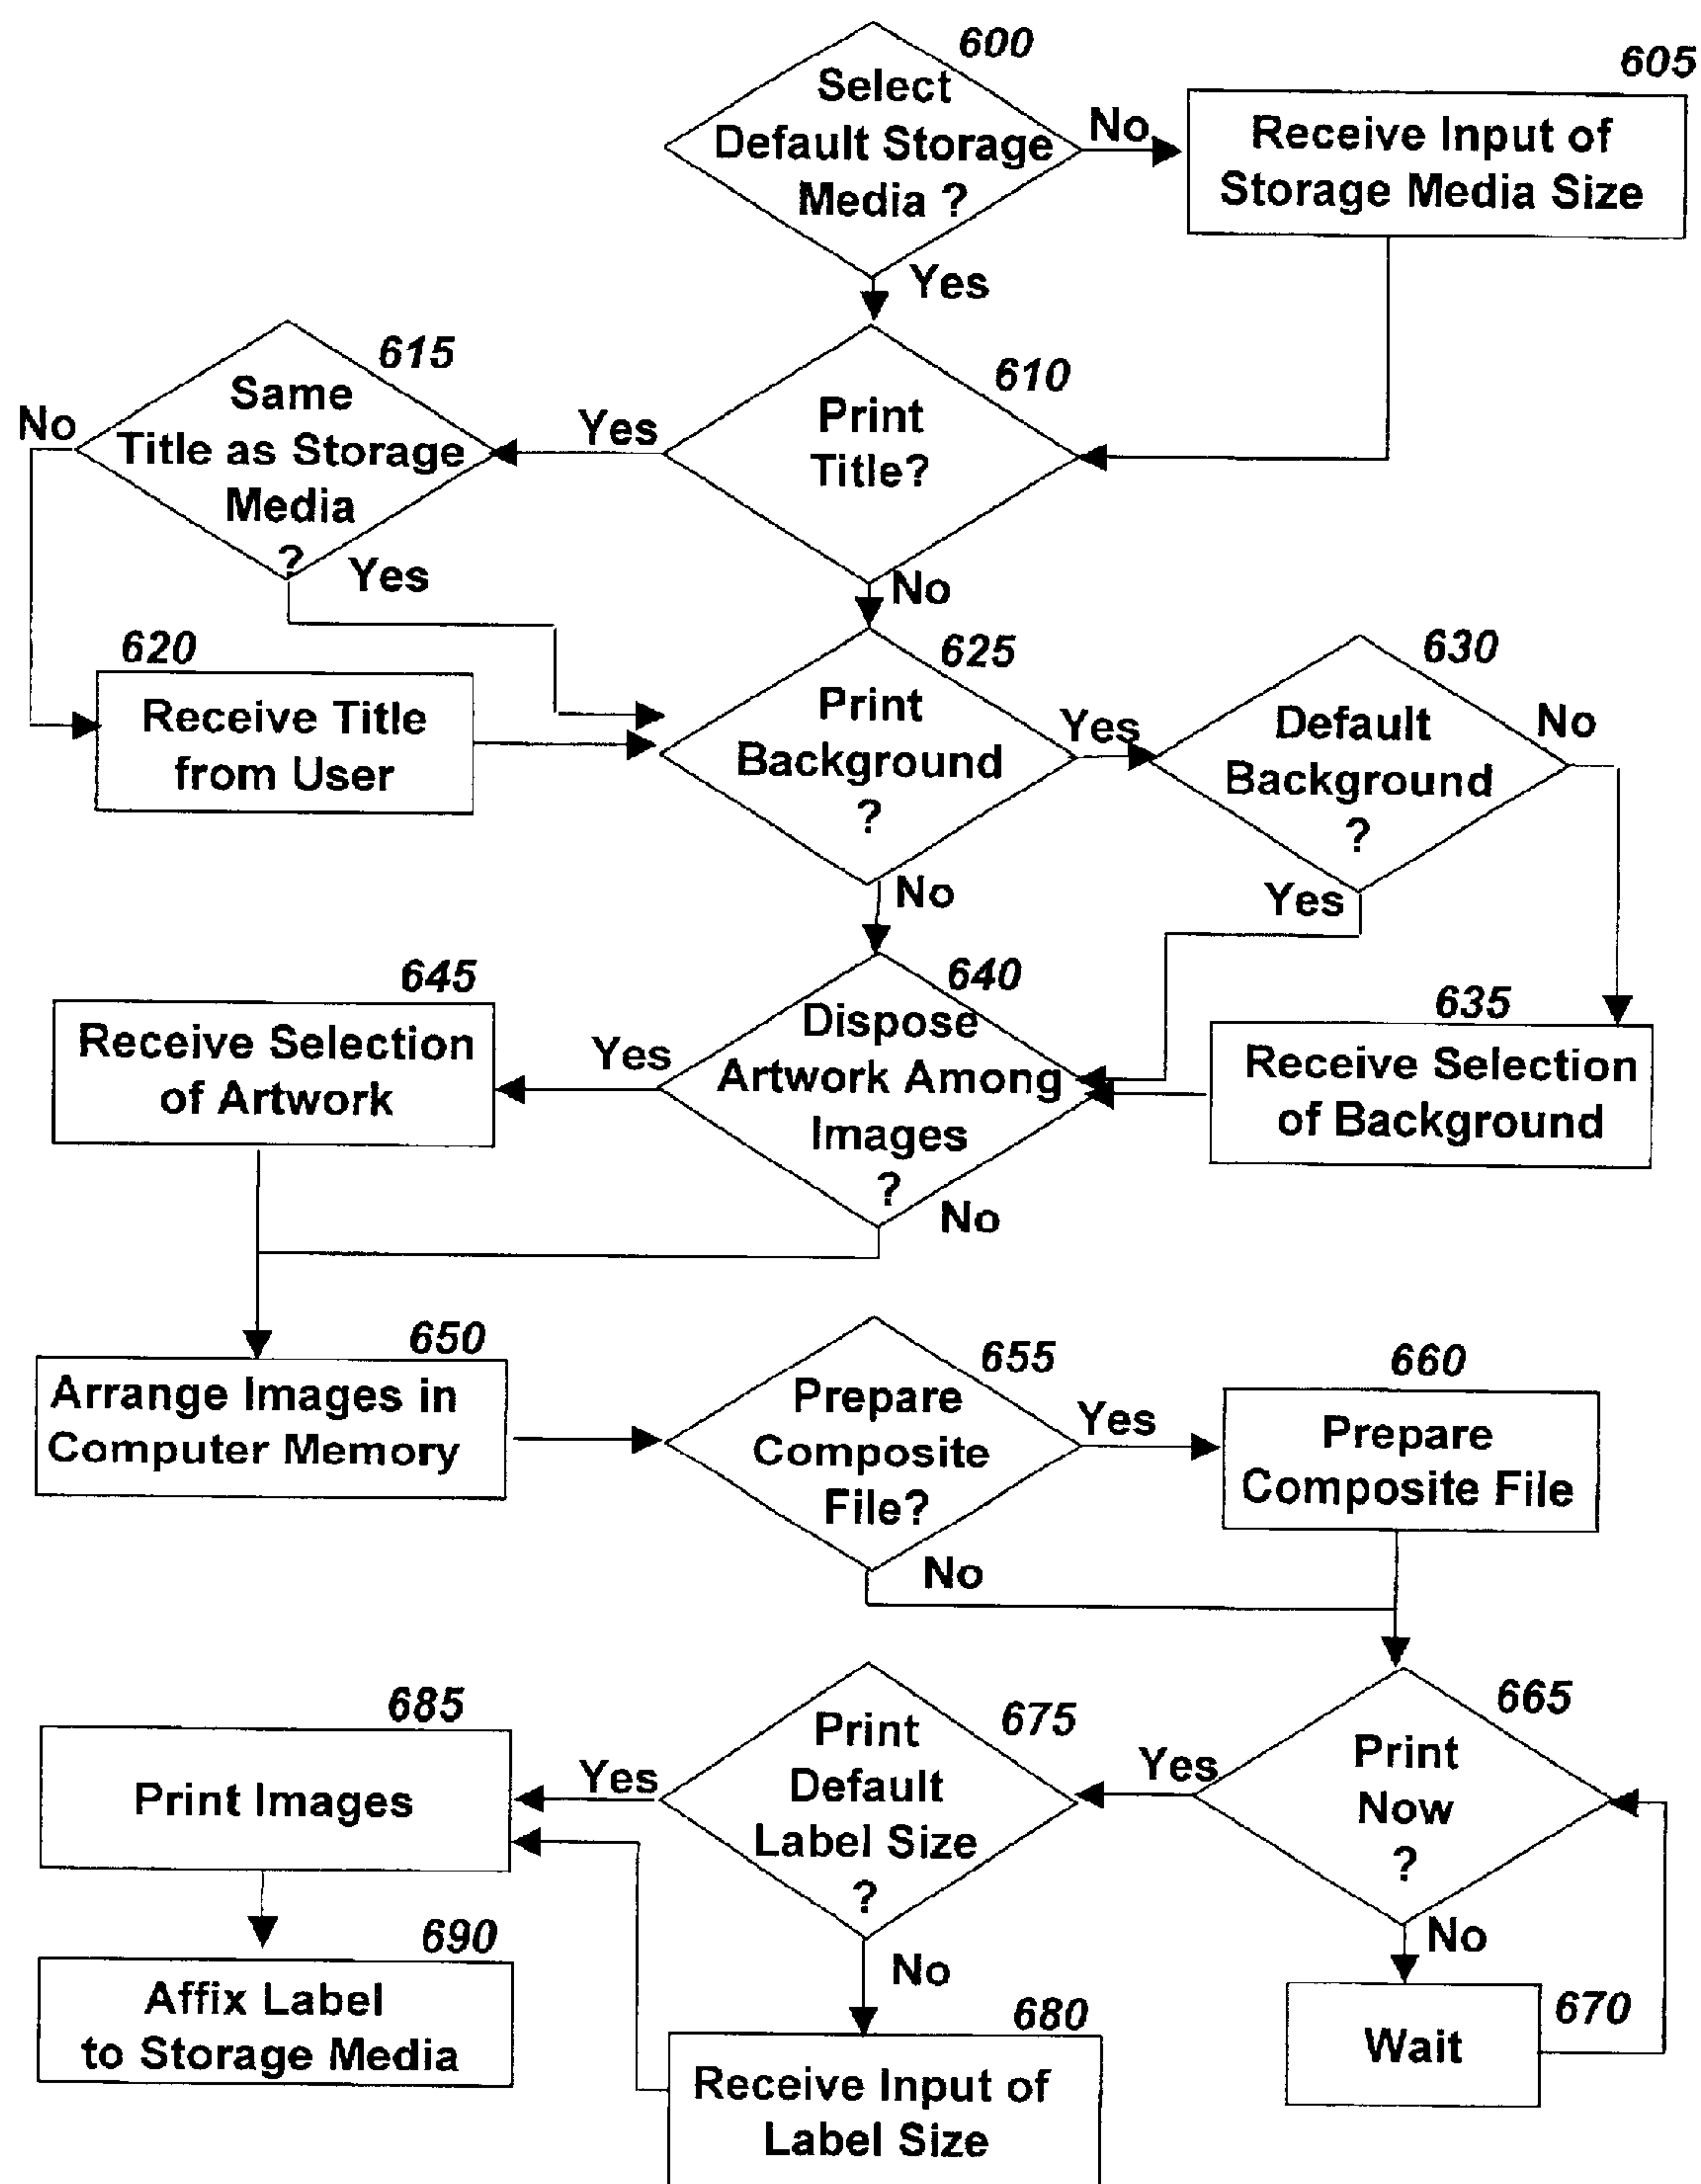 600
Select
Default Storage
Media ?
No
Yes
605
Receive Input of
Storage Media Size
610
Print
Title?
Yes
No
615
Same
Title as Storage
Media
?
No
Yes
620
Receive Title
from User
625
Print
Background
?
Yes
No
630
Default
Background
?
No
Yes
635
Receive Selection
of Background
640
Dispose
Artwork Among
Images
?
Yes
No
645
Receive Selection
of Artwork
650
Arrange Images in
Computer Memory
655
Prepare
Composite
File?
Yes
No
660
Prepare
Composite File
665
Print
Now
?
Yes
No
670
Wait
675
Print
Default
Label Size
?
Yes
No
680
Receive Input of
Label Size
685
Print Images
690
Affix Label
to Storage Media